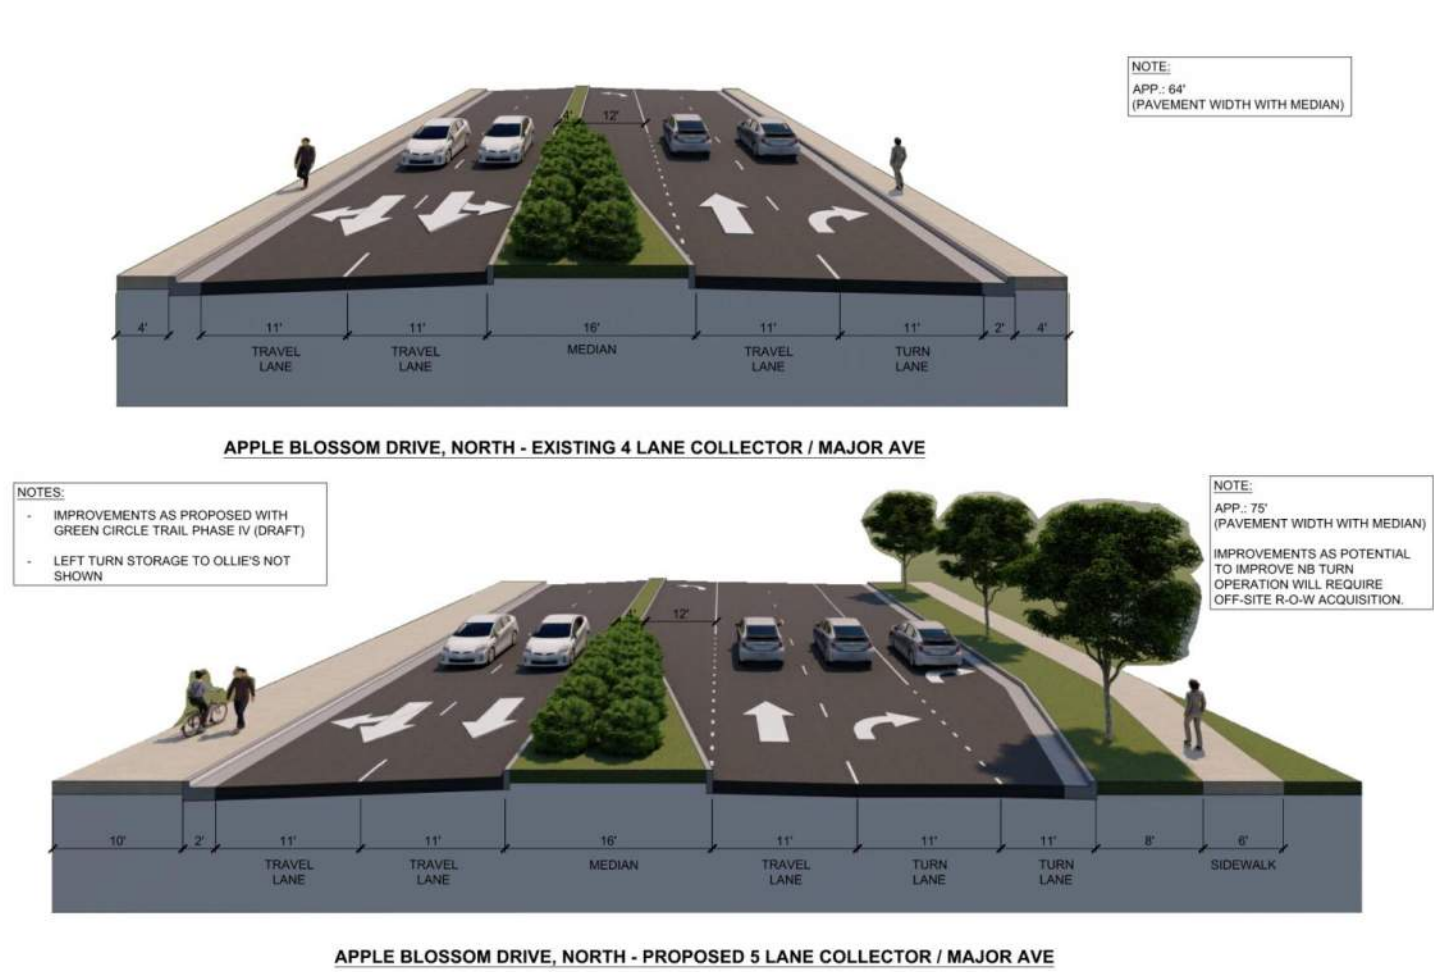 NOTE:
APP.: 64'
(PAVEMENT WIDTH WITH MEDIAN)
4' 12'
4' 11' 11' 16' 11' 11' 2' 4'
TRAVEL LANE
TRAVEL LANE
MEDIAN
TRAVEL LANE
TURN LANE
APPLE BLOSSOM DRIVE, NORTH - EXISTING 4 LANE COLLECTOR / MAJOR AVE
NOTES:
- IMPROVEMENTS AS PROPOSED WITH
GREEN CIRCLE TRAIL PHASE IV (DRAFT)
- LEFT TURN STORAGE TO OLLIE'S NOT
SHOWN
NOTE:
APP.: 75'
(PAVEMENT WIDTH WITH MEDIAN)
IMPROVEMENTS AS POTENTIAL
TO IMPROVE NB TURN
OPERATION WILL REQUIRE
OFF-SITE R-O-W ACQUISITION.
4' 12'
10' 2' 11' 11' 16' 11' 11' 11' 8' 6'
TRAVEL LANE
TRAVEL LANE
MEDIAN
TRAVEL LANE
TURN LANE
TURN LANE
SIDEWALK
APPLE BLOSSOM DRIVE, NORTH - PROPOSED 5 LANE COLLECTOR / MAJOR AVE